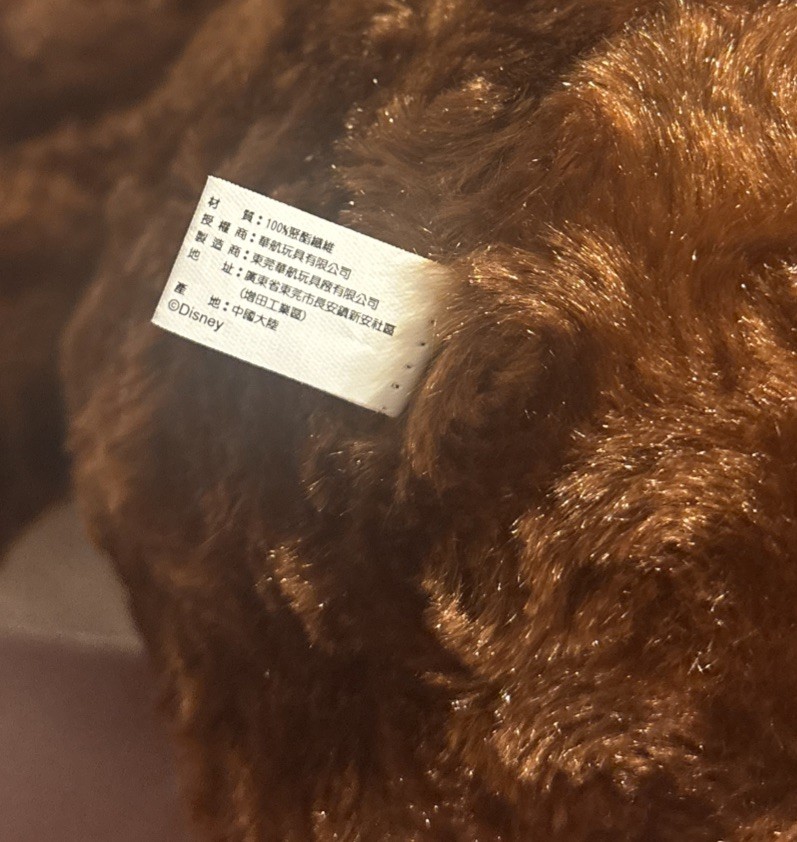 材 質：100%聚酯纖維
授權商：華航玩具有限公司
製造商：東莞華航玩具廠有限公司
地 址：廣東省東莞市長安鎮新安社區
（增田工業區）
產 地：中國大陸
©Disney